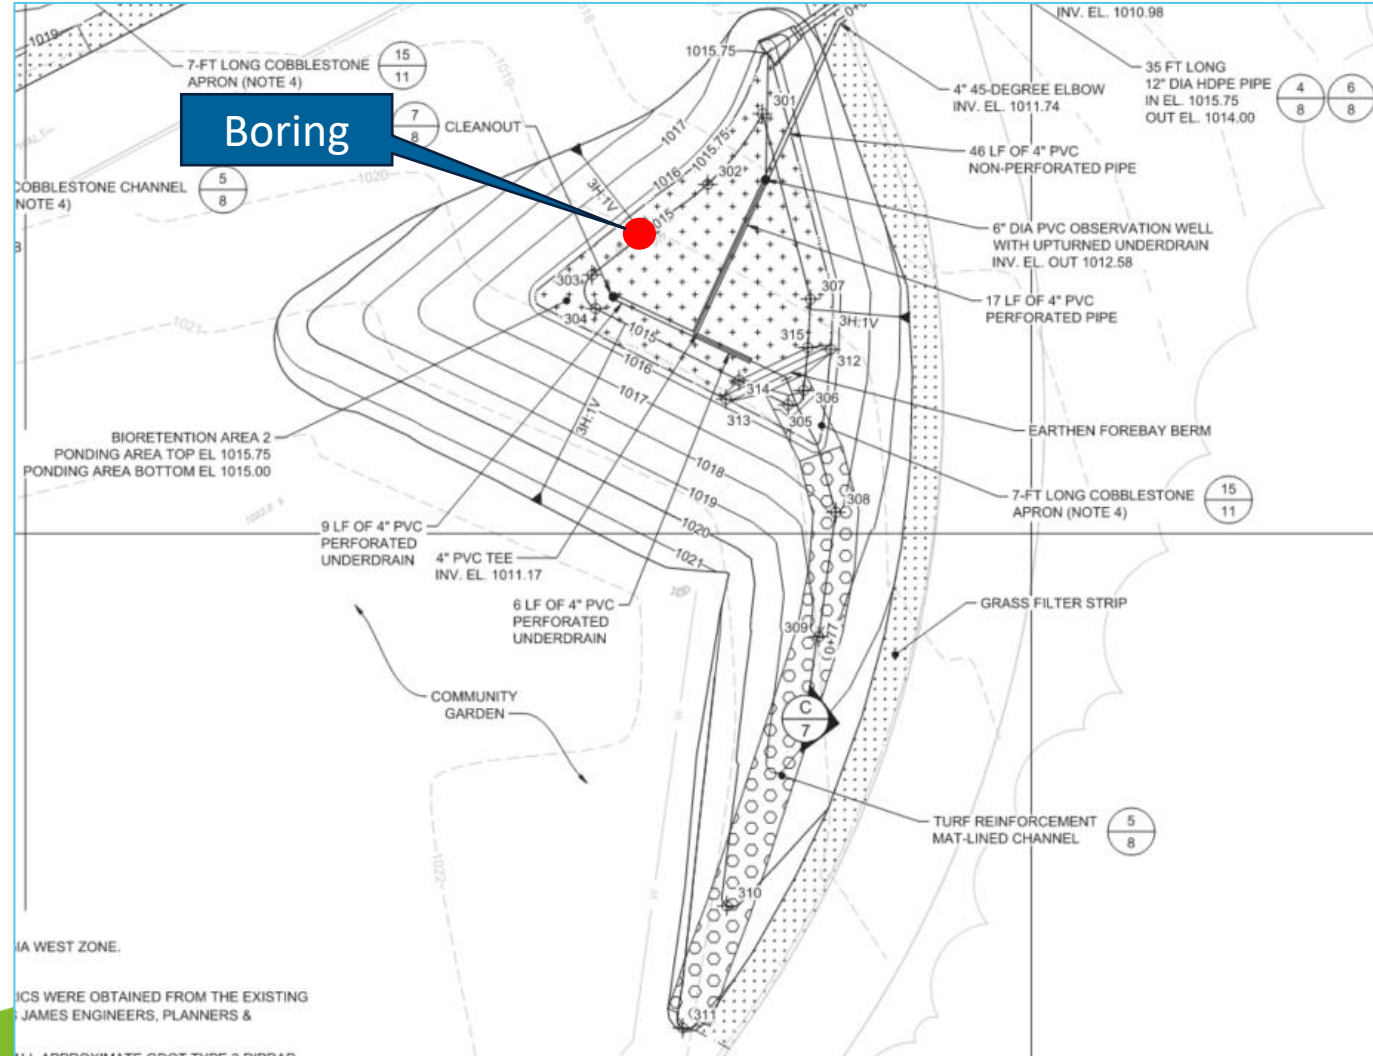 INV. EL. 1010.98
1018
1019
7-FT LONG COBBLESTONE
APRON (NOTE 4)
15
11
1015.75
1019
35 FT LONG
12" DIA HDPE PIPE
IN EL. 1015.75
OUT EL. 1014.00
4
8
6
8
4" 45-DEGREE ELBOW
INV. EL. 1011.74
Boring
7
8
CLEANOUT
301
1017
1015.75
46 LF OF 4" PVC
NON-PERFORATED PIPE
COBBLESTONE CHANNEL
NOTE 4)
5
8
1020
3H:1V
1016
302
1015
6" DIA PVC OBSERVATION WELL
WITH UPTURNED UNDERDRAIN
INV. EL. OUT 1012.58
303
307
17 LF OF 4" PVC
PERFORATED PIPE
304
1021
1015
3H:1V
315
312
1016
314
306
1017
313
305
3H:1V
EARTHEN FOREBAY BERM
BIORETENTION AREA 2
PONDING AREA TOP EL 1015.75
PONDING AREA BOTTOM EL 1015.00
1018
1019
308
7-FT LONG COBBLESTONE
APRON (NOTE 4)
15
11
1020
1021
9 LF OF 4" PVC
PERFORATED
UNDERDRAIN
4" PVC TEE
INV. EL. 1011.17
6 LF OF 4" PVC
PERFORATED
UNDERDRAIN
GRASS FILTER STRIP
309
0+77
COMMUNITY
GARDEN
W
C
7
TURF REINFORCEMENT
MAT-LINED CHANNEL
5
8
1022
310
W
IA WEST ZONE.
ICS WERE OBTAINED FROM THE EXISTING
JAMES ENGINEERS, PLANNERS &
311